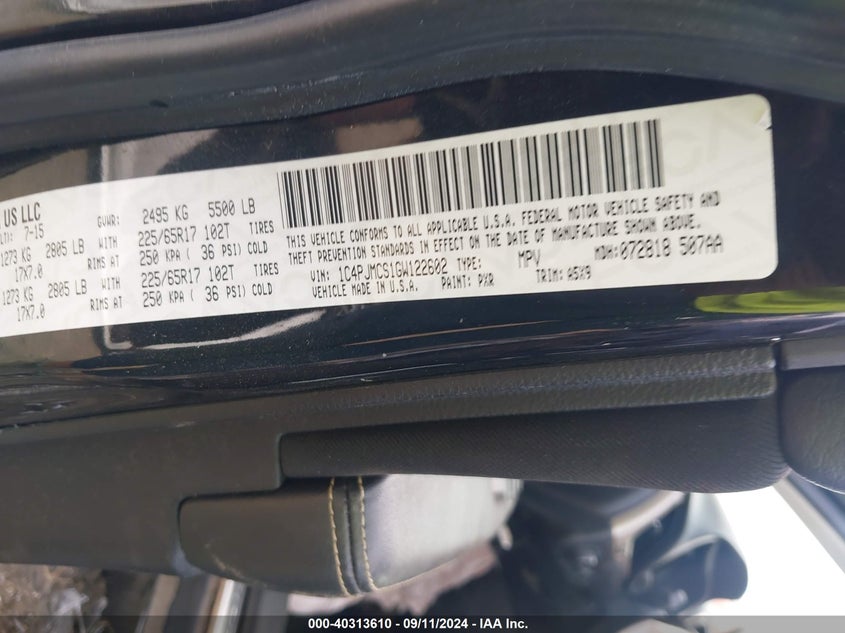 US LLC
7-15
GVWR: 2495 KG 5500 LB
1273 KG 2805 LB WITH 225/65R17 102T TIRES
17X7.0 RIMS AT 250 KPA ( 36 PSI) COLD
1273 KG 2805 LB WITH 225/65R17 102T TIRES
17X7.0 RIMS AT 250 KPA ( 36 PSI) COLD
THIS VEHICLE CONFORMS TO ALL APPLICABLE U.S.A. FEDERAL MOTOR VEHICLE SAFETY AND
THEFT PREVENTION STANDARDS IN EFFECT ON THE DATE OF MANUFACTURE SHOWN ABOVE.
MDH: 072818 507AA
VIN: 1C4PJMCS1GW122602 TYPE: MPV
VEHICLE MADE IN U.S.A. PAINT: PXR TRIM: A5X9
000-40313610 - 09/11/2024 - IAA Inc.